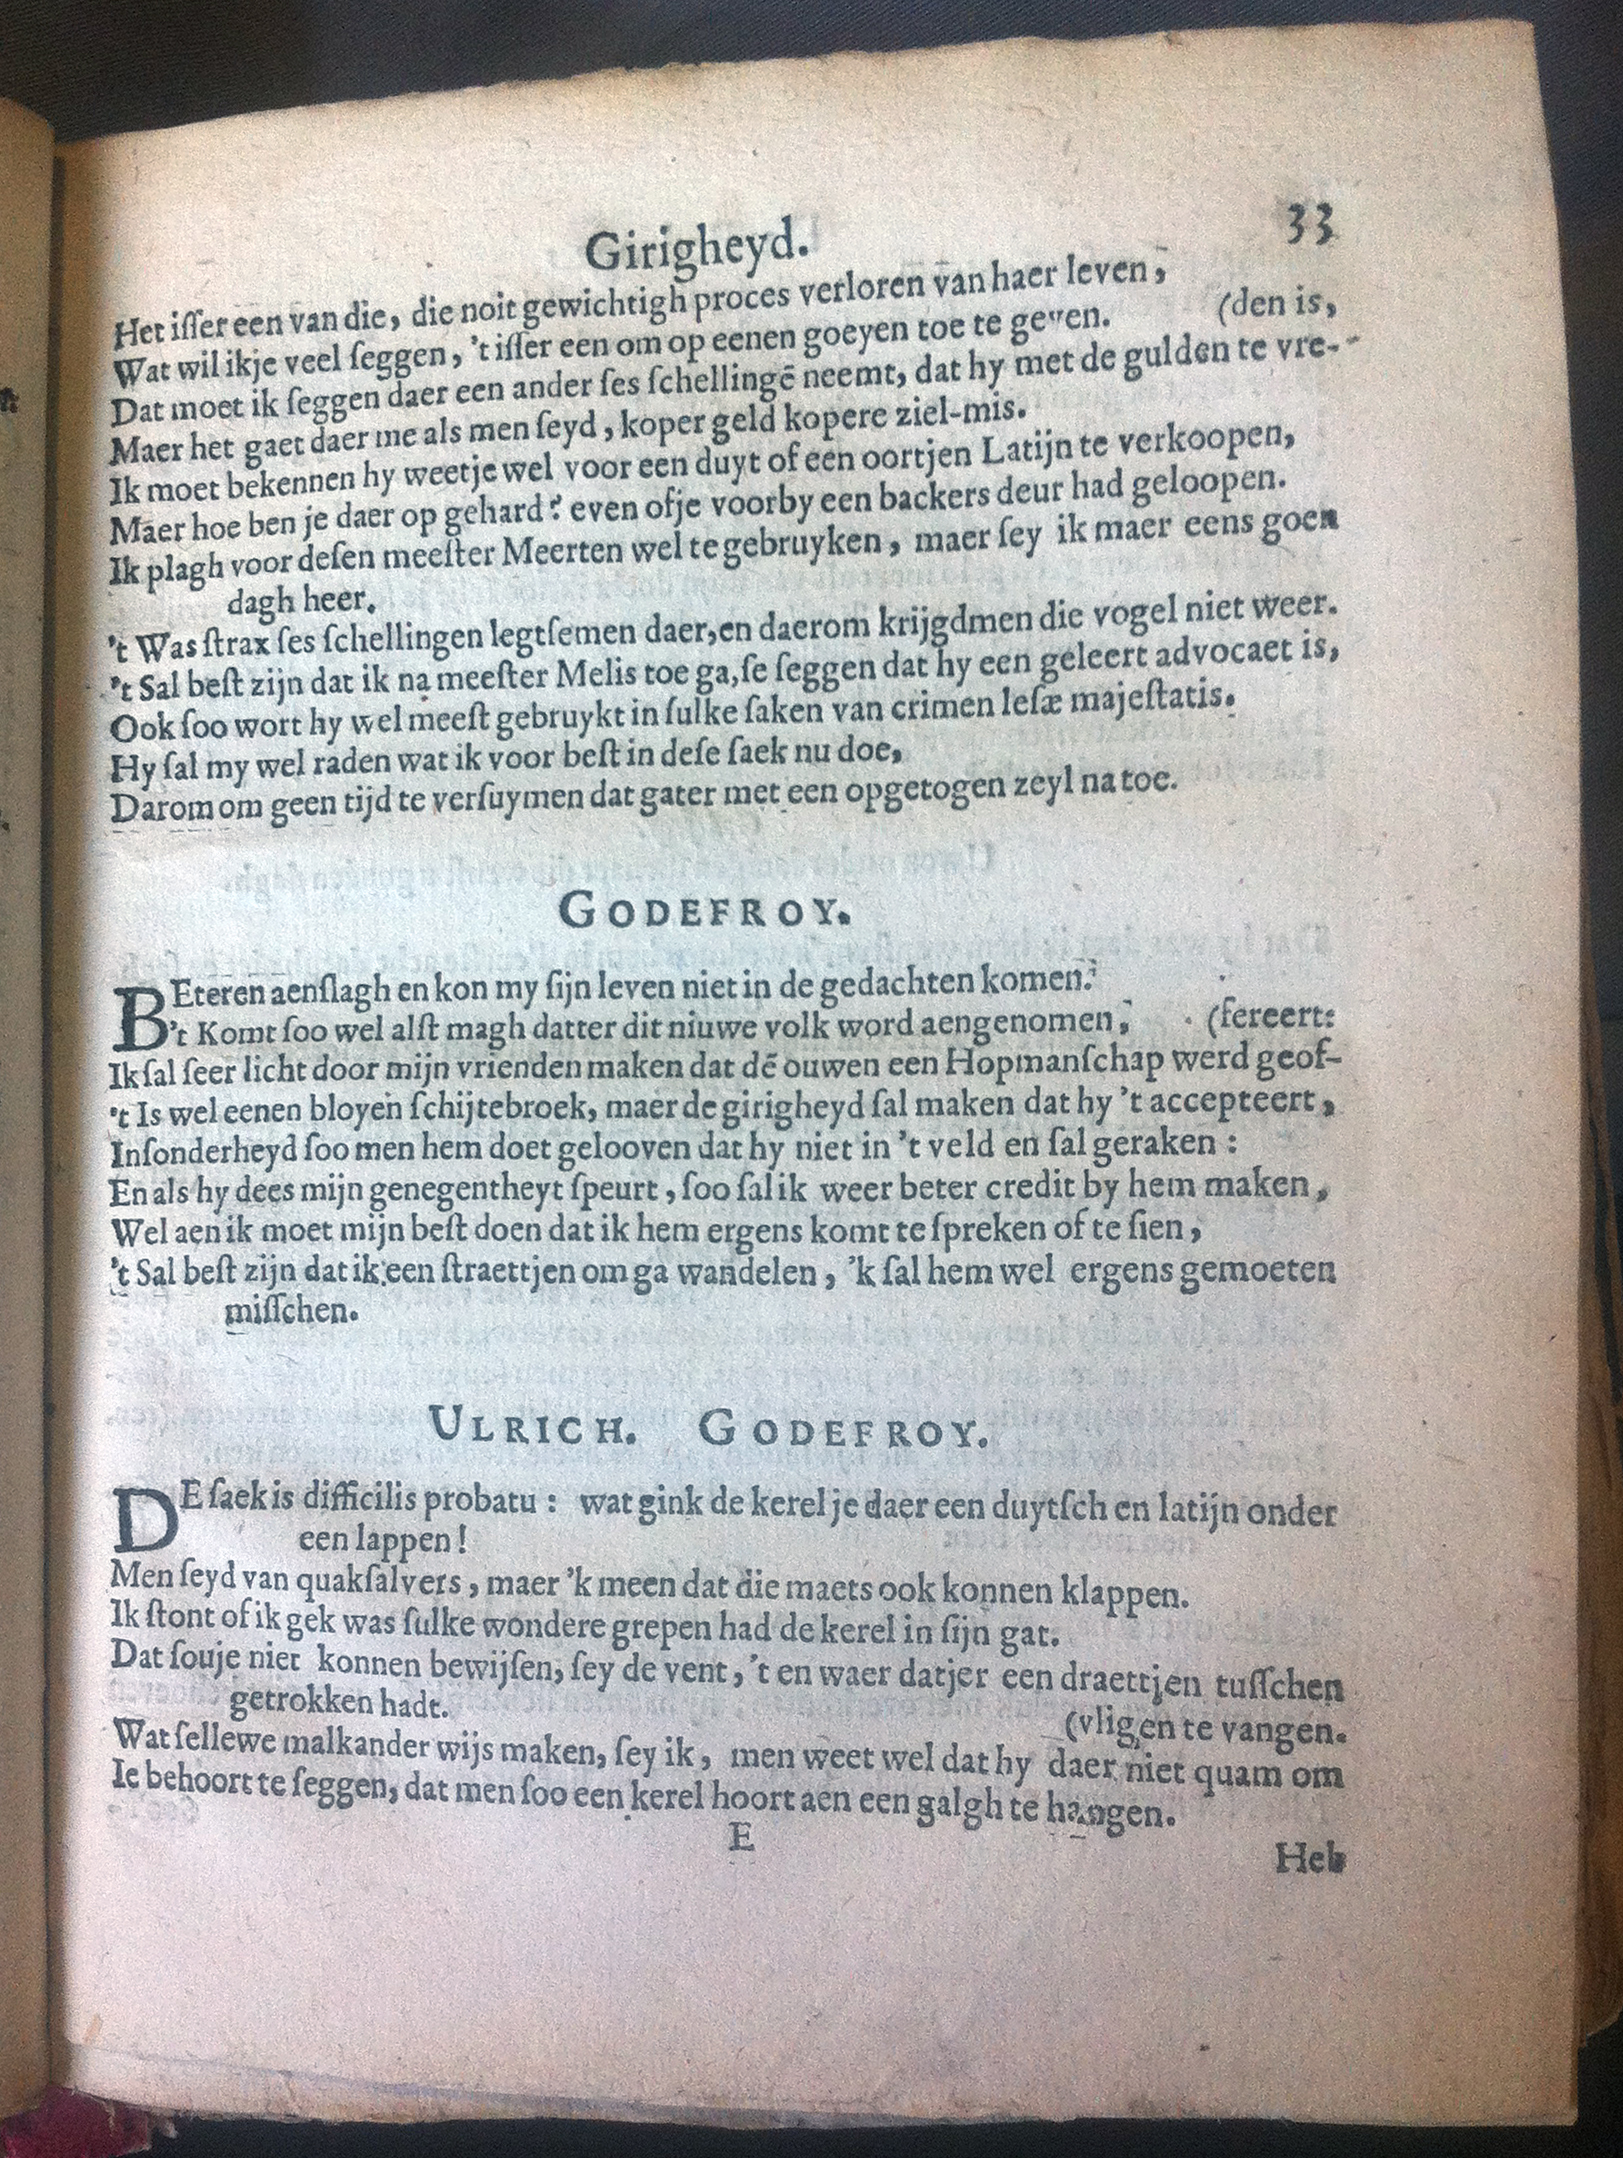 Girigheyd. 33
Het iſſer een van die, die noit gewichtigh proces verloren van haer leven,
Wat wil ikje veel ſeggen, 't iſſer een om op eenen goeyen toe te geven. (den is,
Dat moet ik ſeggen daer een ander ſes ſchellingē neemt, dat hy met de gulden te vre-
Maer het gaet daer me als men ſeyd, koper geld kopere ziel-mis.
Ik moet bekennen hy weetje wel voor een duyt of een oortjen Latijn te verkoopen,
Maer hoe ben je daer op gehard? even ofje voorby een backers deur had geloopen.
Ik plagh voor deſen meeſter Meerten wel te gebruyken, maer ſey ik maer eens goen
dagh heer.
't Was ſtrax ſes ſchellingen legtſemen daer, en daerom krijgdmen die vogel niet weer.
't Sal beſt zijn dat ik na meeſter Melis toe ga, ſe ſeggen dat hy een geleert advocaet is,
Ook ſoo wort hy wel meeſt gebruykt in ſulke ſaken van crimen leſæ majeſtatis.
Hy ſal my wel raden wat ik voor beſt in deſe ſaek nu doe,
Darom om geen tijd te verſuymen dat gater met een opgetogen zeyl na toe.
GODEFROY.
BEteren aenſlagh en kon my ſijn leven niet in de gedachten komen:
't Komt ſoo wel alſt magh datter dit niuwe volk word aengenomen, (fereert:
Ik ſal ſeer licht door mijn vrienden maken dat dē ouwen een Hopmanſchap werd geof-
't Is wel eenen bloyen ſchijtebroek, maer de girigheyd ſal maken dat hy 't accepteert,
Inſonderheyd ſoo men hem doet gelooven dat hy niet in 't veld en ſal geraken:
En als hy dees mijn genegentheyt ſpeurt, ſoo ſal ik weer beter credit by hem maken,
Wel aen ik moet mijn beſt doen dat ik hem ergens komt te ſpreken of te ſien,
't Sal beſt zijn dat ik een ſtraettjen om ga wandelen, 'k ſal hem wel ergens gemoeten
miſſchen.
ULRICH. GODEFROY.
DE ſaek is difficilis probatu: wat gink de kerel je daer een duytſch en latijn onder
een lappen!
Men ſeyd van quakſalvers, maer 'k meen dat die maets ook konnen klappen.
Ik ſtont of ik gek was ſulke wondere grepen had de kerel in ſijn gat.
Dat ſouje niet konnen bewijſen, ſey de vent, 't en waer datjer een draettjen tuſſchen
getrokken hadt. (vligen te vangen.
Wat ſellewe malkander wijs maken, ſey ik, men weet wel dat hy daer niet quam om
Ie behoort te ſeggen, dat men ſoo een kerel hoort aen een galgh te hangen.
E
Heb